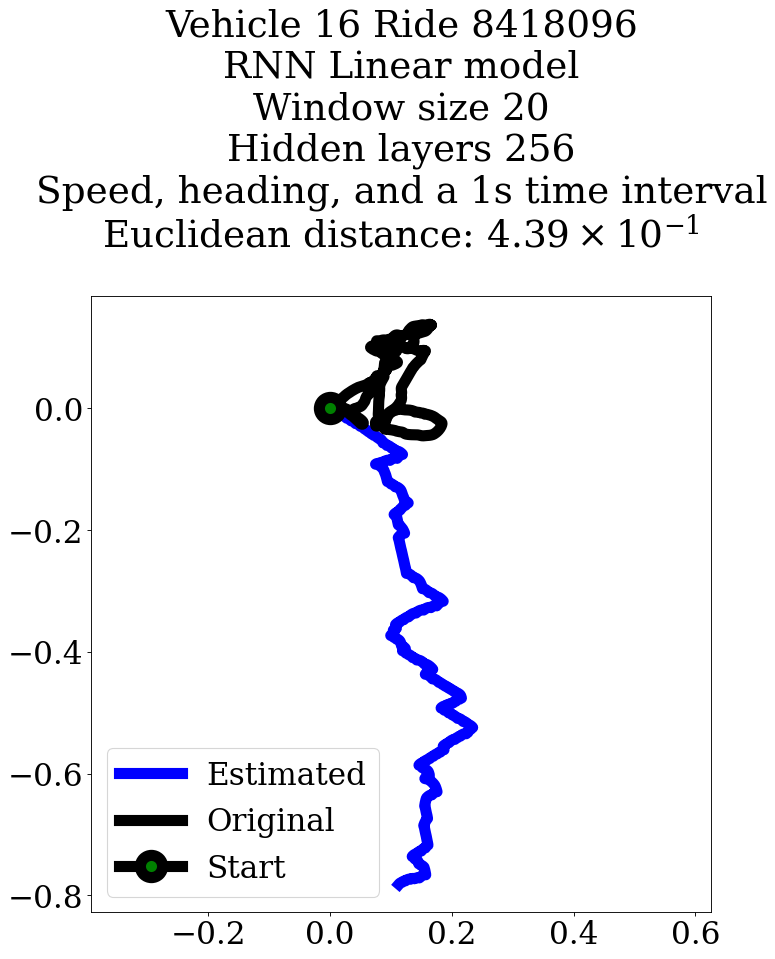 Vehicle 16 Ride 8418096
RNN Linear model
Window size 20
Hidden layers 256
Speed, heading, and a 1s time interval
Euclidean distance: 4.39 × 10⁻¹
0.0
−0.2
−0.4
−0.6
−0.8
Estimated
Original
Start
−0.2 0.0 0.2 0.4 0.6